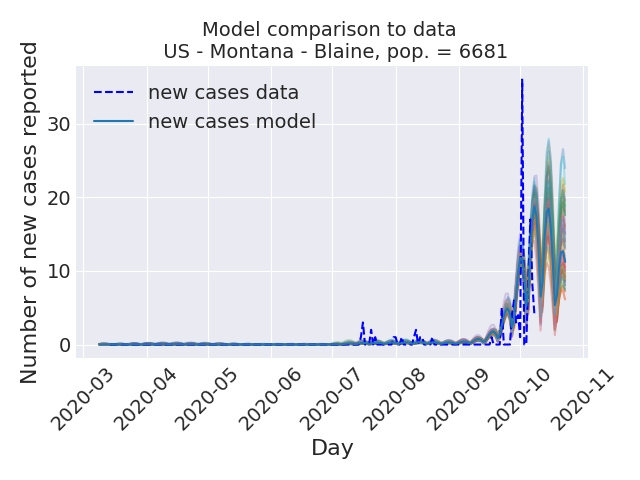 Model comparison to data
US - Montana - Blaine, pop. = 6681
Number of new cases reported
new cases data
new cases model
30
20
10
0
2020-03
2020-04
2020-05
2020-06
2020-07
2020-08
2020-09
2020-10
2020-11
Day